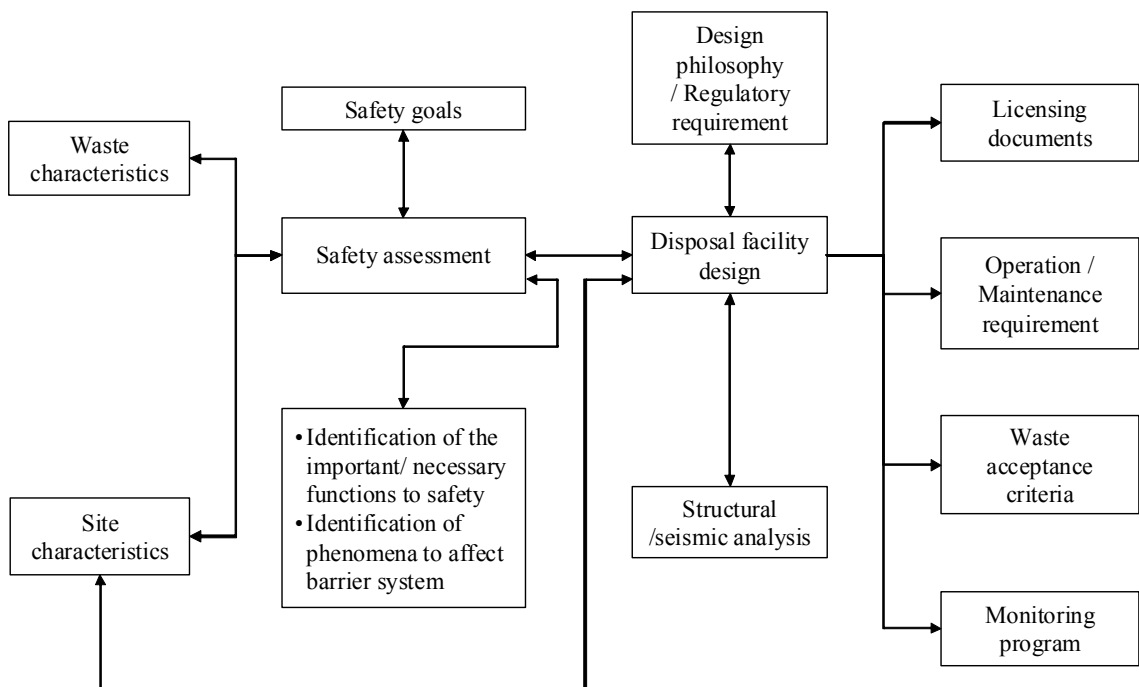 Waste
characteristics
Safety goals
Design
philosophy
/ Regulatory
requirement
Licensing
documents
Safety assessment
Disposal facility
design
Operation /
Maintenance
requirement
•Identification of the
important/ necessary
functions to safety
•Identification of
phenomena to affect
barrier system
Site
characteristics
Structural
/seismic analysis
Waste
acceptance
criteria
Monitoring
program